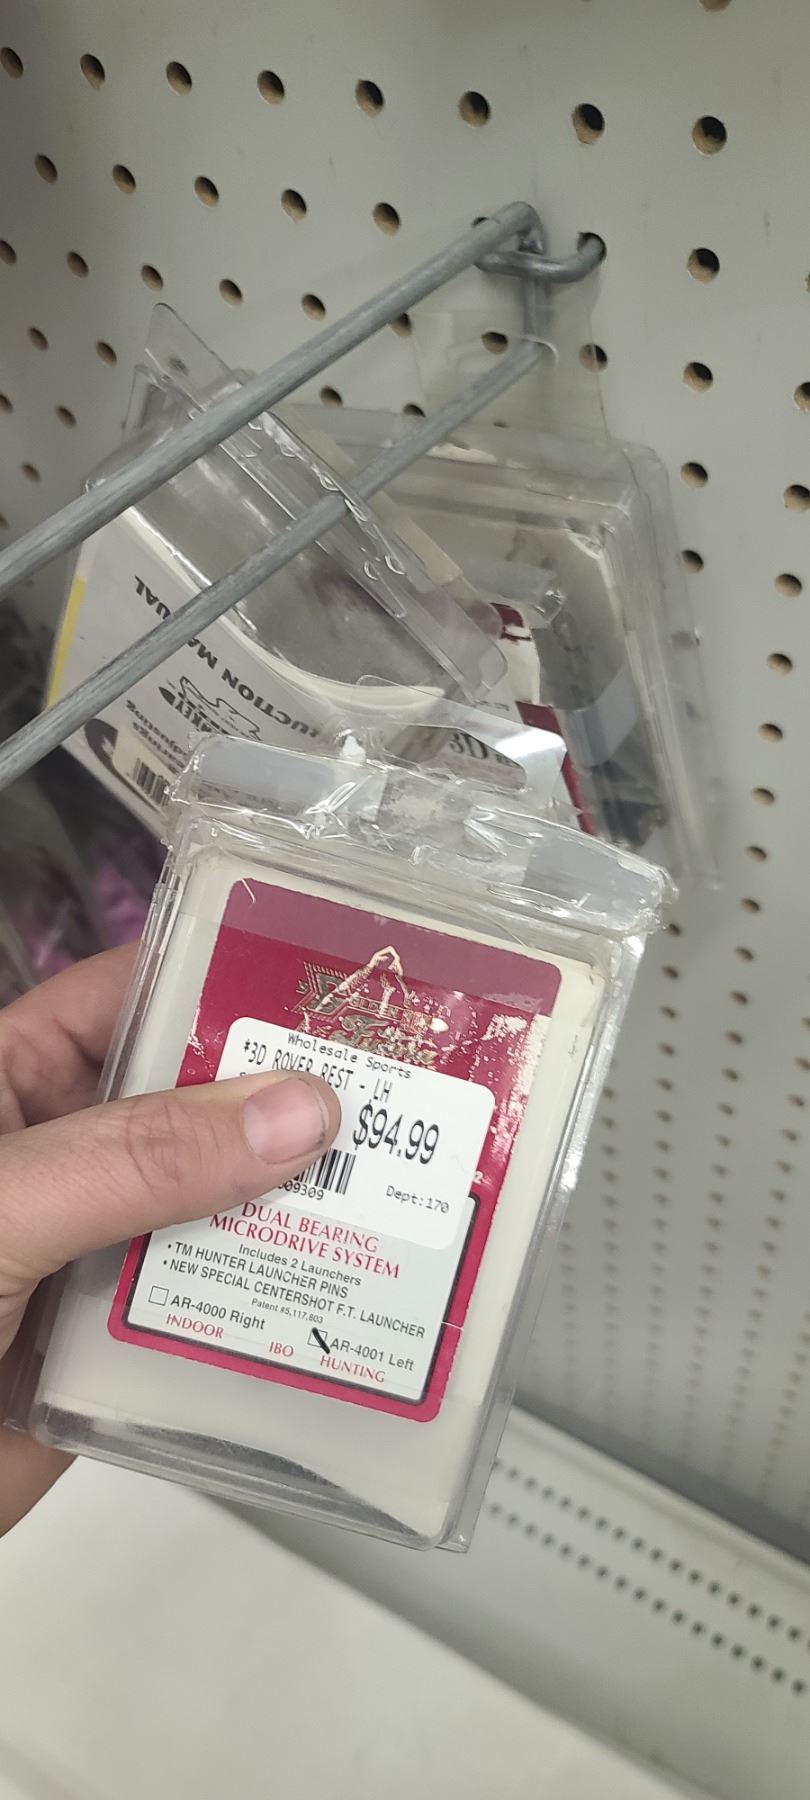 UCTION MANUAL
3D
Wholesale Sports
*3D ROVER REST - LH
$94.99
09309
Dept:170
DUAL BEARING
MICRODRIVE SYSTEM
Includes 2 Launchers
• TM HUNTER LAUNCHER PINS
• NEW SPECIAL CENTERSHOT F.T. LAUNCHER
Patent #5,117,803
AR-4000 Right
AR-4001 Left
INDOOR
IBO
HUNTING